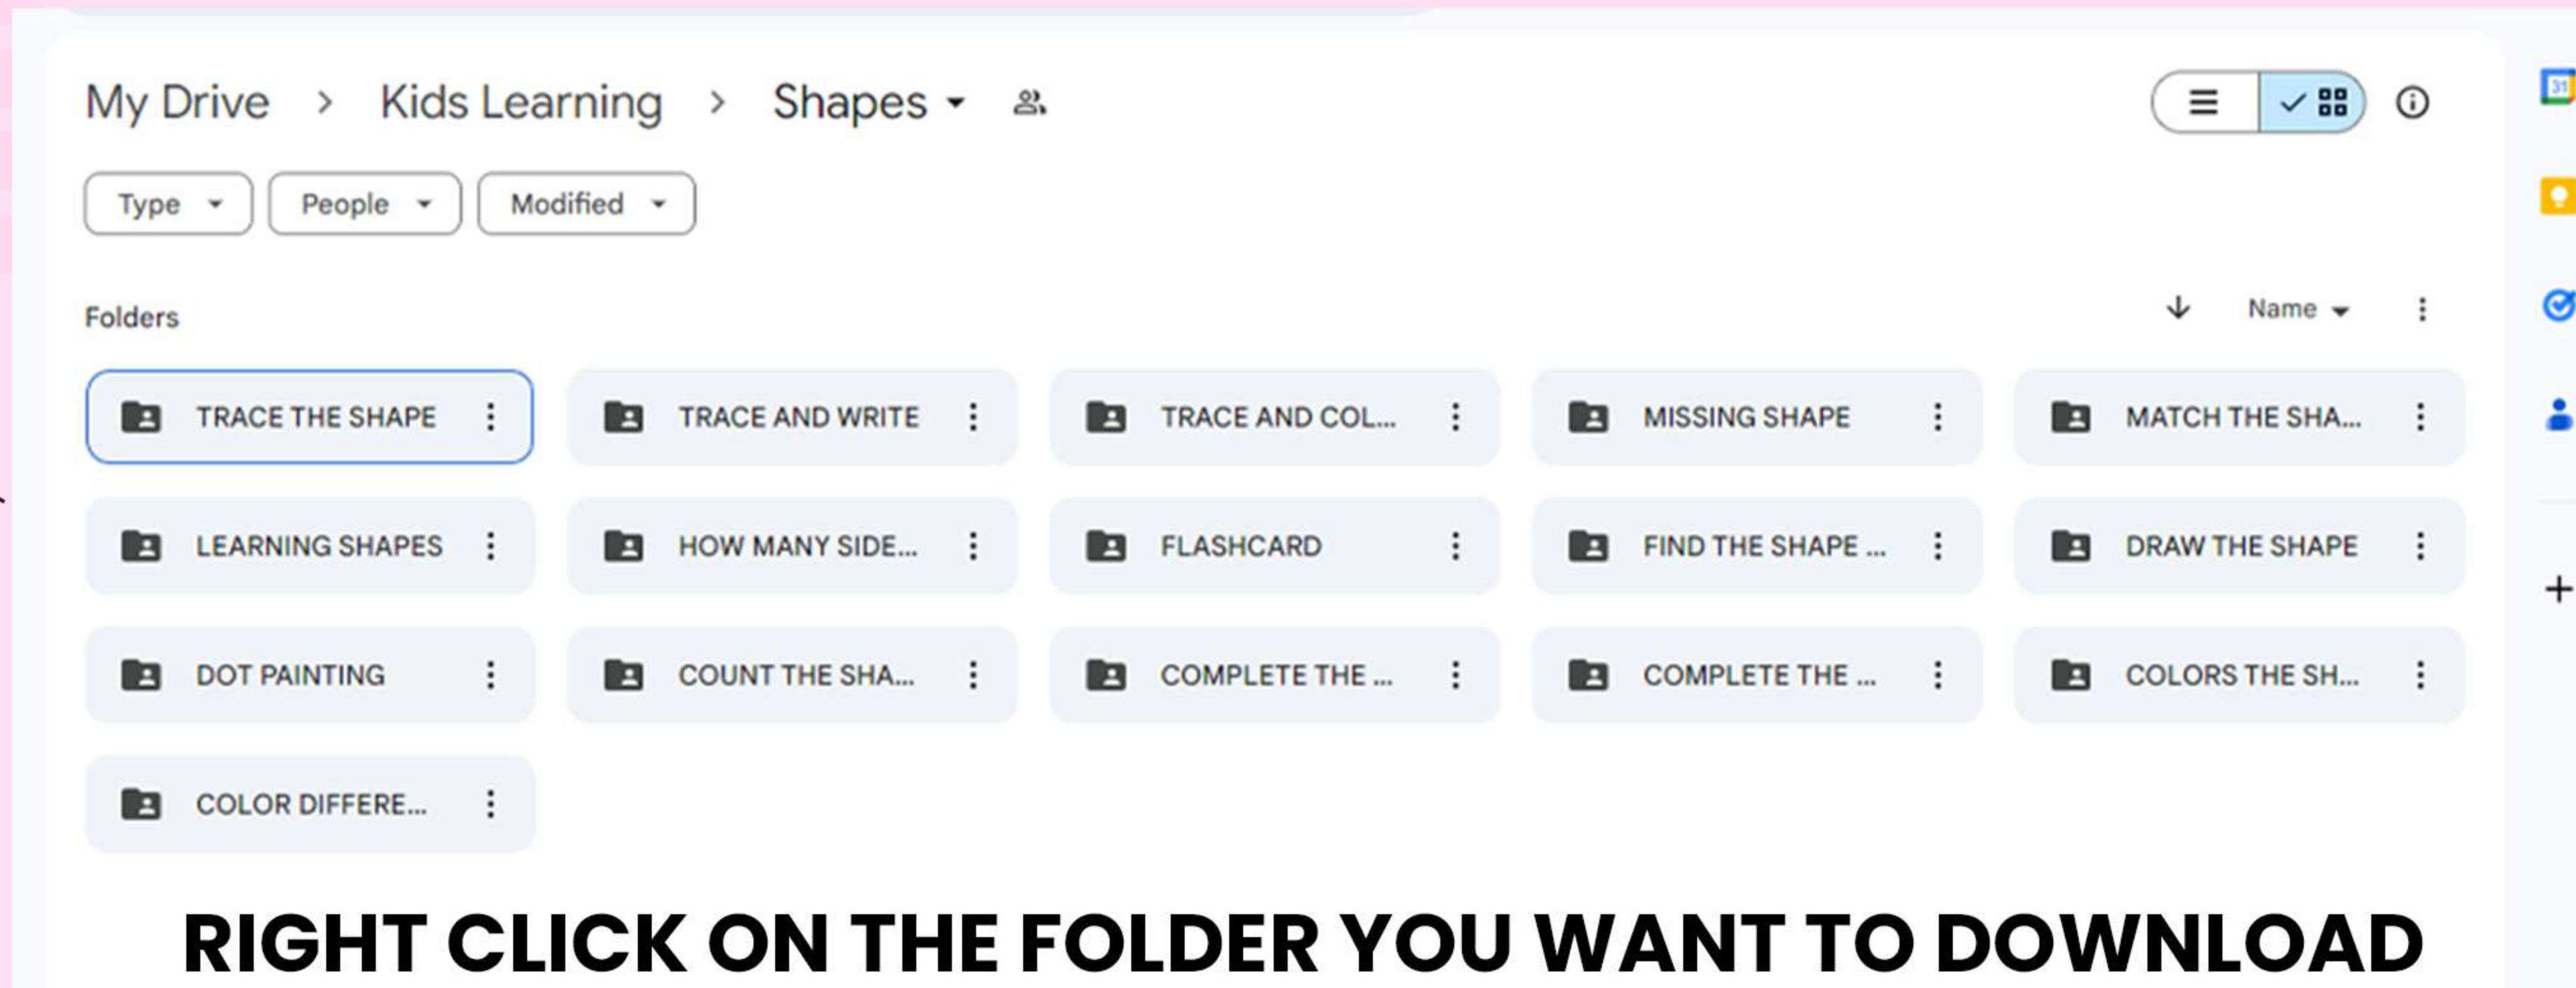 My Drive > Kids Learning > Shapes
Type People Modified
Folders Name
TRACE THE SHAPE TRACE AND WRITE TRACE AND COL... MISSING SHAPE MATCH THE SHA...
LEARNING SHAPES HOW MANY SIDE... FLASHCARD FIND THE SHAPE ... DRAW THE SHAPE
DOT PAINTING COUNT THE SHA... COMPLETE THE ... COMPLETE THE ... COLORS THE SH...
COLOR DIFFERE...
RIGHT CLICK ON THE FOLDER YOU WANT TO DOWNLOAD
31